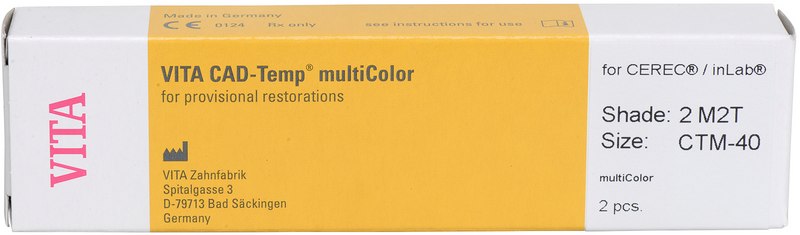 VITA
Made in Germany
CE 0124 Rx only see instructions for use
VITA CAD-Temp® multiColor
for provisional restorations
VITA Zahnfabrik
Spitalgasse 3
D-79713 Bad Säckingen
Germany
for CEREC® / inLab®
Shade: 2 M2T
Size: CTM-40
multiColor
2 pcs.